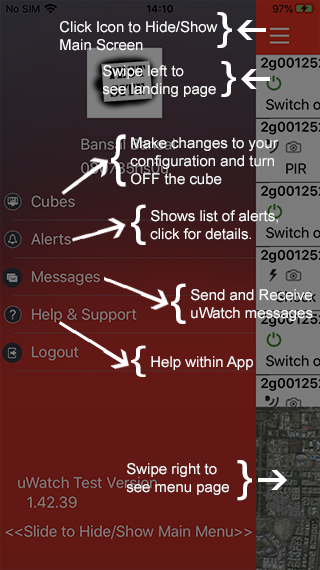 No SIM
14:10
97%
Click Icon to Hide/Show
Main Screen
2g001252
Swipe left to
see landing page
Switch o
Make changes to your
configuration and turn
OFF the cube
2g001252
PIR
Cubes
2g001252
Alerts
Shows list of alerts,
click for details.
Switch o
Messages
2g001252
Send and Receive
uWatch messages
Help & Support
2g001252
Logout
Help within App
Switch o
2g001252
Swipe right to
see menu page
uWatch Test Version
1.42.39
<<Slide to Hide/Show Main Menu>>